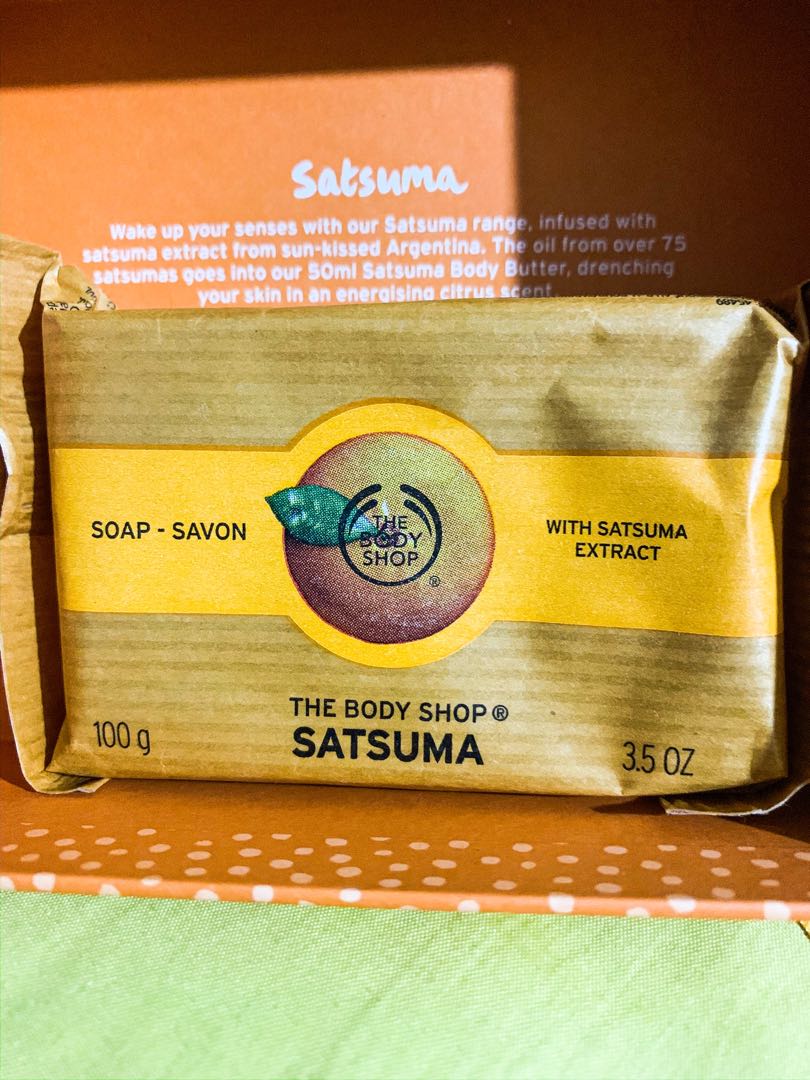 Satsuma
Wake up your senses with our Satsuma range, infused with
satsuma extract from sun-kissed Argentina. The oil from over 75
satsumas goes into our 50ml Satsuma Body Butter, drenching
your skin in an energising citrus scent.
SOAP - SAVON
THE
BODY
SHOP
®
WITH SATSUMA
EXTRACT
THE BODY SHOP ®
SATSUMA
100 g
3.5 OZ